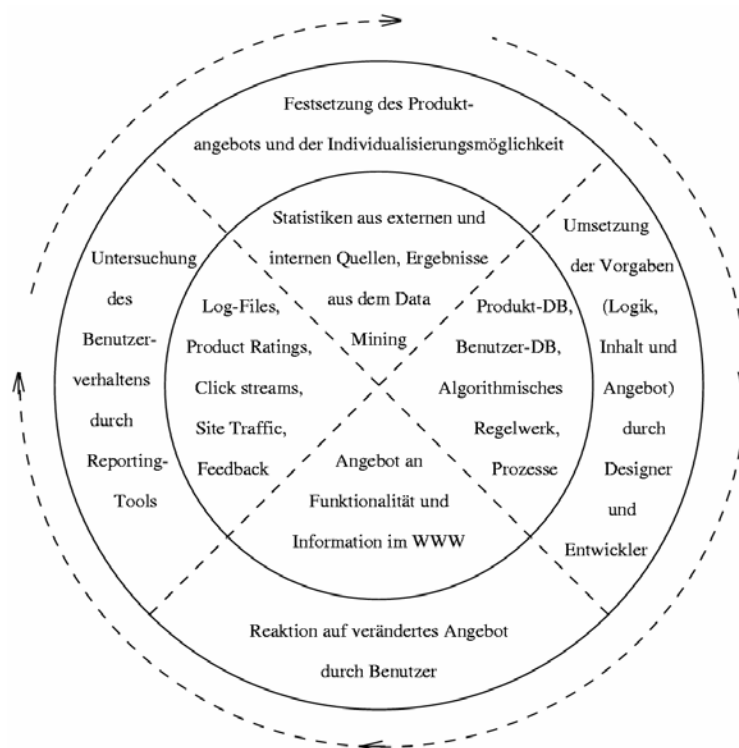 Festsetzung des Produkt-
angebots und der Individualisierungsmöglichkeit
Statistiken aus externen und
internen Quellen, Ergebnisse
aus dem Data
Mining
Umsetzung
der Vorgaben
(Logik,
Inhalt und
Angebot)
durch
Designer
und
Entwickler
Produkt-DB,
Benutzer-DB,
Algorithmisches
Regelwerk,
Prozesse
Reaktion auf verändertes Angebot
durch Benutzer
Angebot an
Funktionalität und
Information im WWW
Untersuchung
des
Benutzer-
verhaltens
durch
Reporting-
Tools
Log-Files,
Product Ratings,
Click streams,
Site Traffic,
Feedback